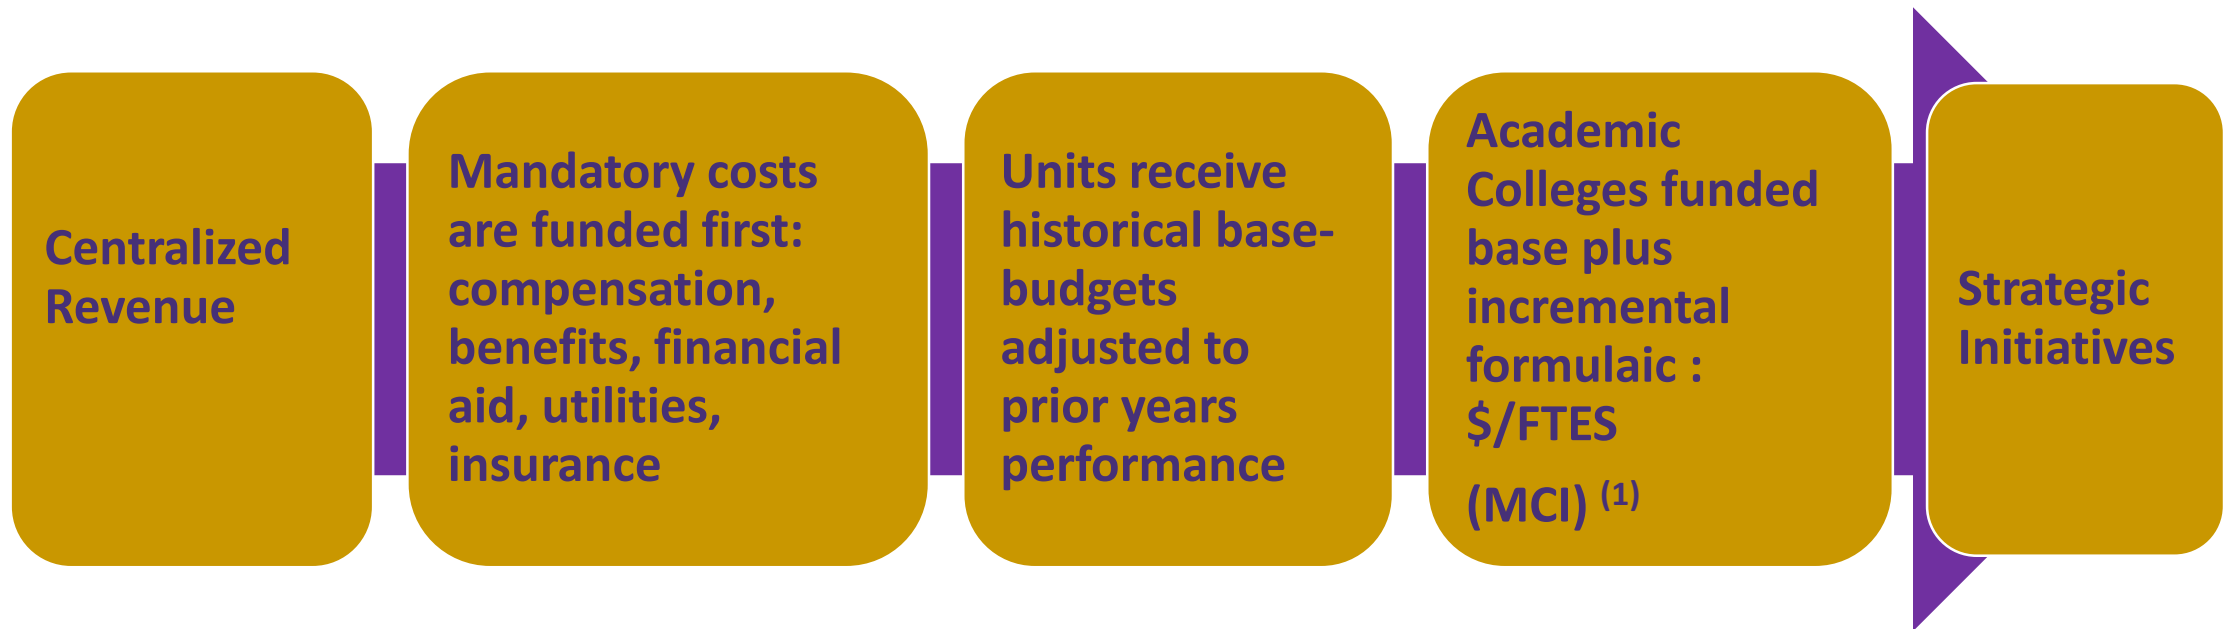 Centralized
Revenue
Mandatory costs
are funded first:
compensation,
benefits, financial
aid, utilities,
insurance
Units receive
historical base-
budgets
adjusted to
prior years
performance
Academic
Colleges funded
base plus
incremental
formulaic :
$/FTES
(MCI) (1)
Strategic
Initiatives